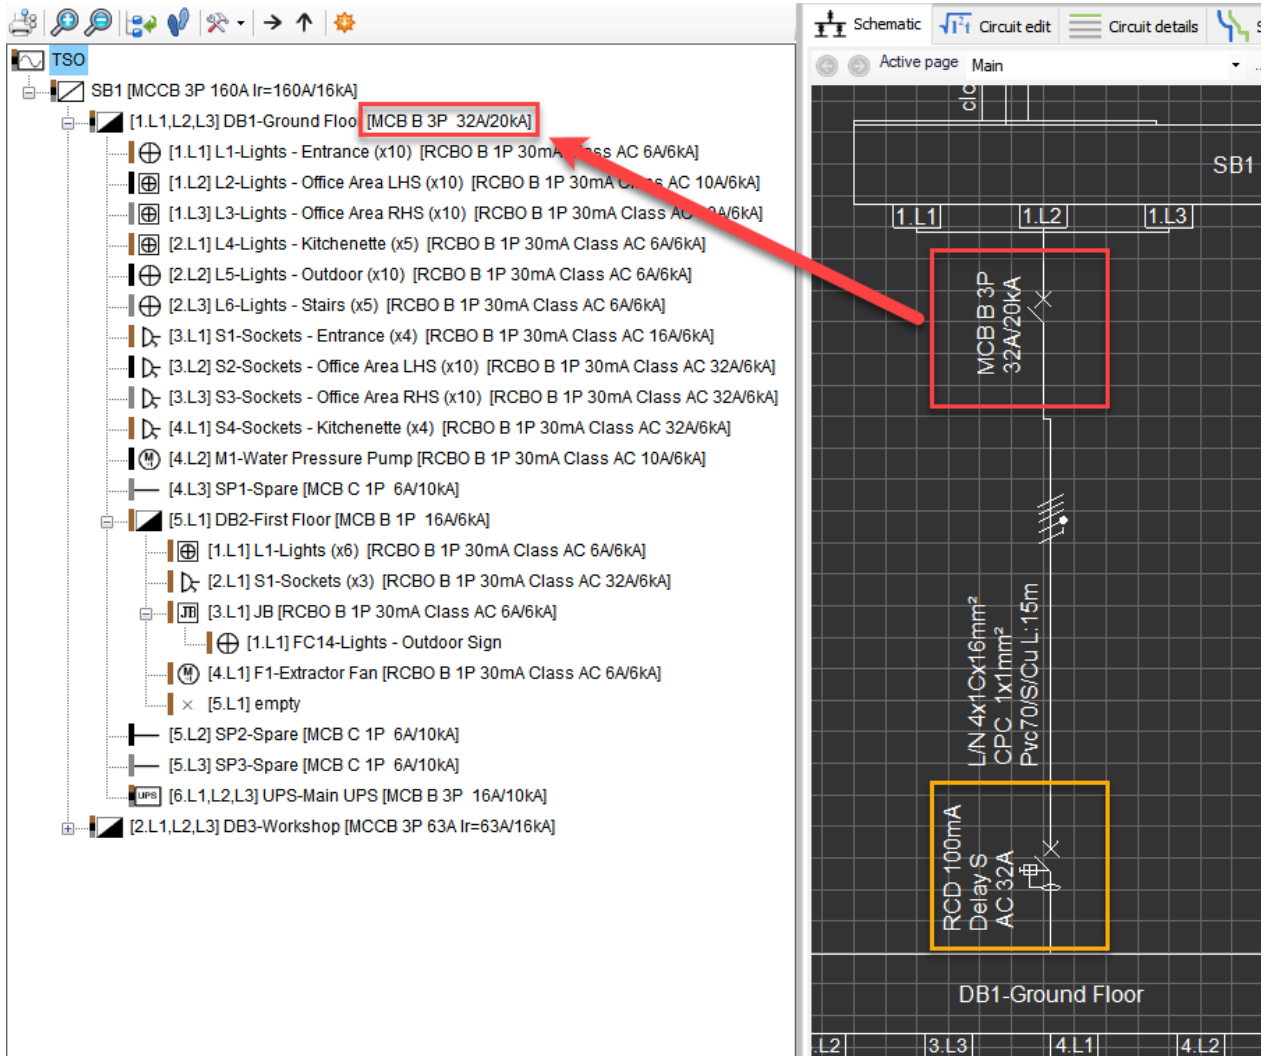 Schematic
√I²t Circuit edit
Circuit details
S
Active page Main
TSO
SB1 [MCCB 3P 160A Ir=160A/16kA]
[1.L1,L2,L3] DB1-Ground Floo [MCB B 3P 32A/20kA]
[1.L1] L1-Lights - Entrance (x10) [RCBO B 1P 30mA Class AC 6A/6kA]
[1.L2] L2-Lights - Office Area LHS (x10) [RCBO B 1P 30mA Class AC 10A/6kA]
[1.L3] L3-Lights - Office Area RHS (x10) [RCBO B 1P 30mA Class AC 10A/6kA]
[2.L1] L4-Lights - Kitchenette (x5) [RCBO B 1P 30mA Class AC 6A/6kA]
[2.L2] L5-Lights - Outdoor (x10) [RCBO B 1P 30mA Class AC 6A/6kA]
[2.L3] L6-Lights - Stairs (x5) [RCBO B 1P 30mA Class AC 6A/6kA]
[3.L1] S1-Sockets - Entrance (x4) [RCBO B 1P 30mA Class AC 16A/6kA]
[3.L2] S2-Sockets - Office Area LHS (x10) [RCBO B 1P 30mA Class AC 32A/6kA]
[3.L3] S3-Sockets - Office Area RHS (x10) [RCBO B 1P 30mA Class AC 32A/6kA]
[4.L1] S4-Sockets - Kitchenette (x4) [RCBO B 1P 30mA Class AC 32A/6kA]
[4.L2] M1-Water Pressure Pump [RCBO B 1P 30mA Class AC 10A/6kA]
[4.L3] SP1-Spare [MCB C 1P 6A/10kA]
[5.L1] DB2-First Floor [MCB B 1P 16A/6kA]
[1.L1] L1-Lights (x6) [RCBO B 1P 30mA Class AC 6A/6kA]
[2.L1] S1-Sockets (x3) [RCBO B 1P 30mA Class AC 32A/6kA]
JB [3.L1] JB [RCBO B 1P 30mA Class AC 6A/6kA]
[1.L1] FC14-Lights - Outdoor Sign
[4.L1] F1-Extractor Fan [RCBO B 1P 30mA Class AC 6A/6kA]
[5.L1] empty
[5.L2] SP2-Spare [MCB C 1P 6A/10kA]
[5.L3] SP3-Spare [MCB C 1P 6A/10kA]
UPS [6.L1,L2,L3] UPS-Main UPS [MCB B 3P 16A/10kA]
[2.L1,L2,L3] DB3-Workshop [MCCB 3P 63A Ir=63A/16kA]
clo
SB1
1.L1
1.L2
1.L3
MCB B 3P
32A/20kA
L/N 4x1Cx16mm²
CPC 1x1mm²
Pvc70/S/Cu L:15m
RCD 100mA
Delay S
AC 32A
DB1-Ground Floor
.L2
3.L3
4.L1
4.L2